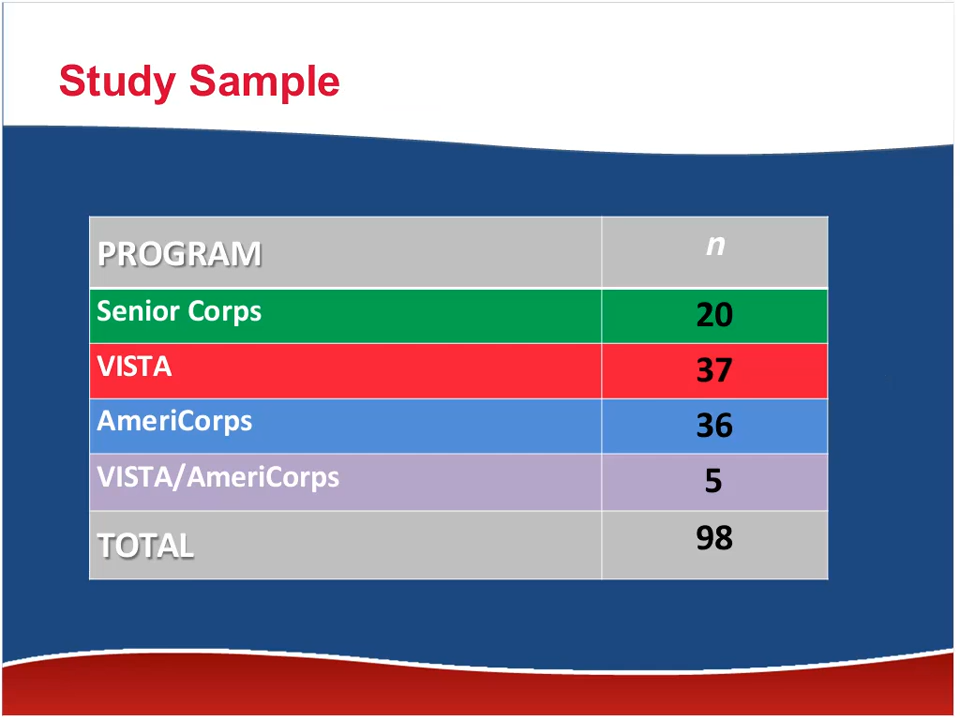 Study Sample
PROGRAM n
Senior Corps 20
VISTA 37
AmeriCorps 36
VISTA/AmeriCorps 5
TOTAL 98